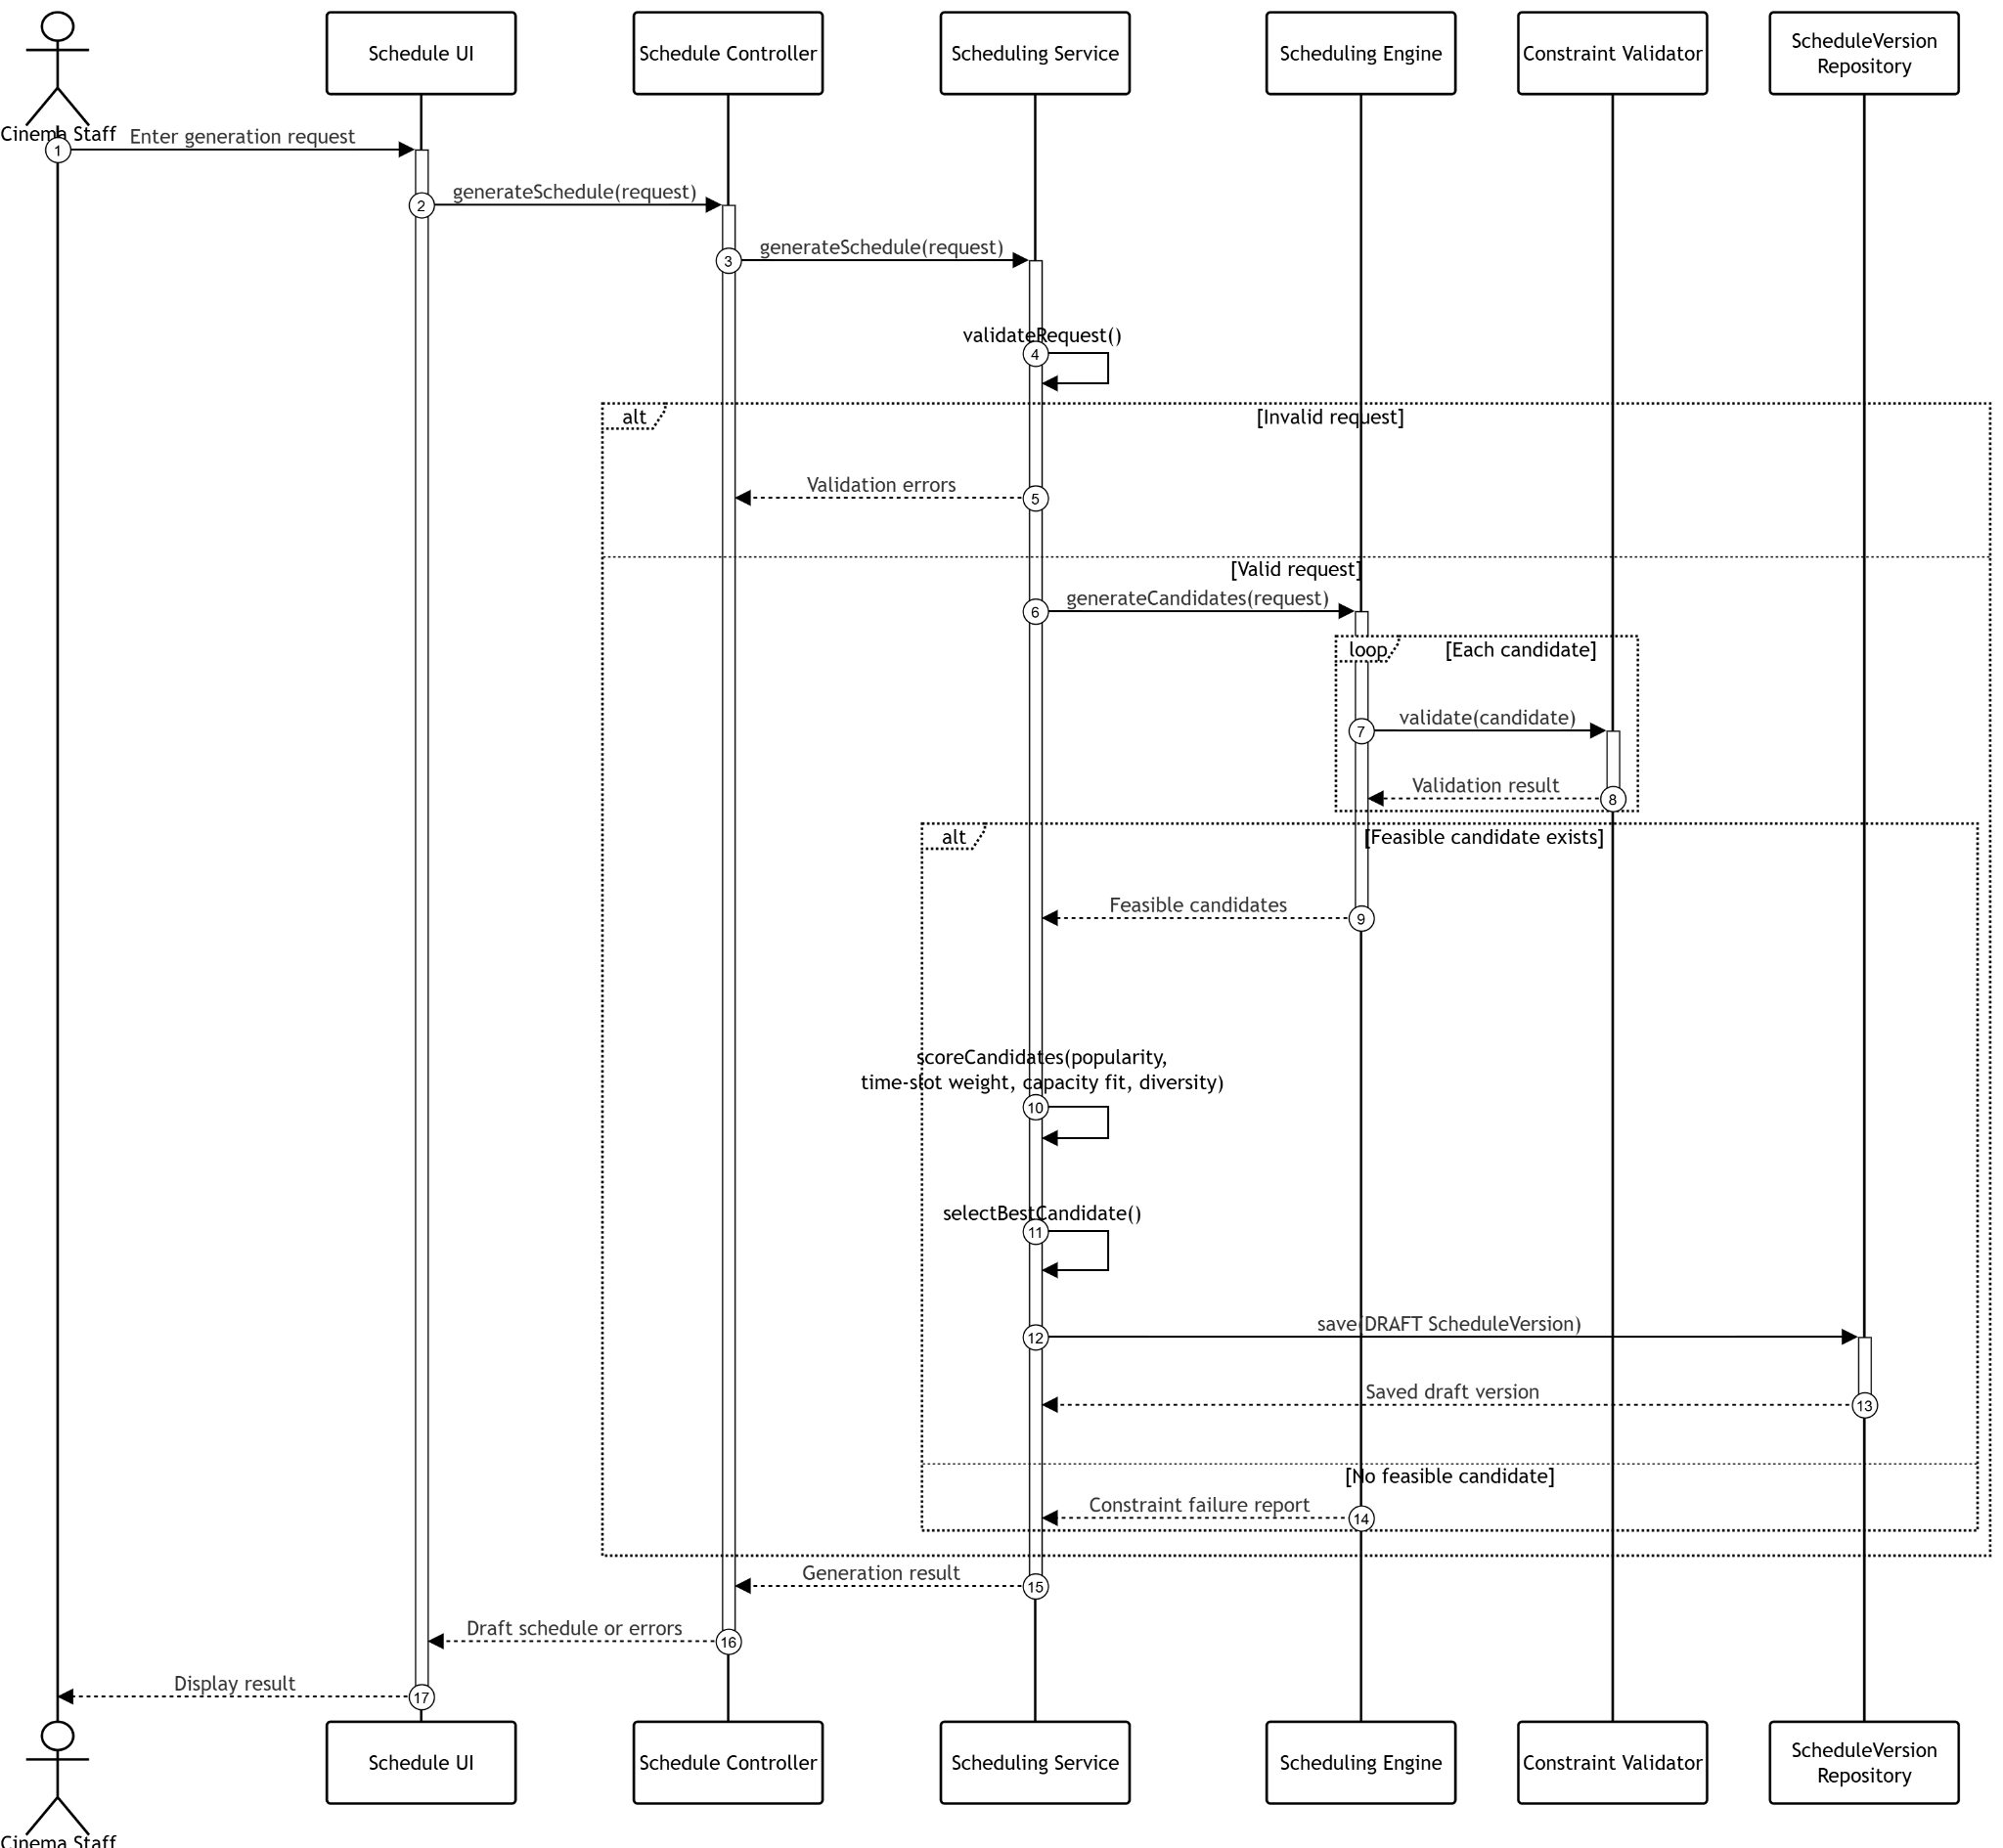 Schedule UI
Schedule Controller
Scheduling Service
Scheduling Engine
Constraint Validator
ScheduleVersion
Repository
Cinema Staff
1
Enter generation request
2
generateSchedule(request)
3
generateSchedule(request)
validateRequest()
4
alt
[Invalid request]
Validation errors
5
[Valid request]
6
generateCandidates(request)
loop
[Each candidate]
7
validate(candidate)
Validation result
8
alt
[Feasible candidate exists]
Feasible candidates
9
scoreCandidates(popularity,
time-slot weight, capacity fit, diversity)
10
selectBestCandidate()
11
12
save(DRAFT ScheduleVersion)
Saved draft version
13
[No feasible candidate]
Constraint failure report
14
Generation result
15
Draft schedule or errors
16
Display result
17
Schedule UI
Schedule Controller
Scheduling Service
Scheduling Engine
Constraint Validator
ScheduleVersion
Repository
Cinema Staff